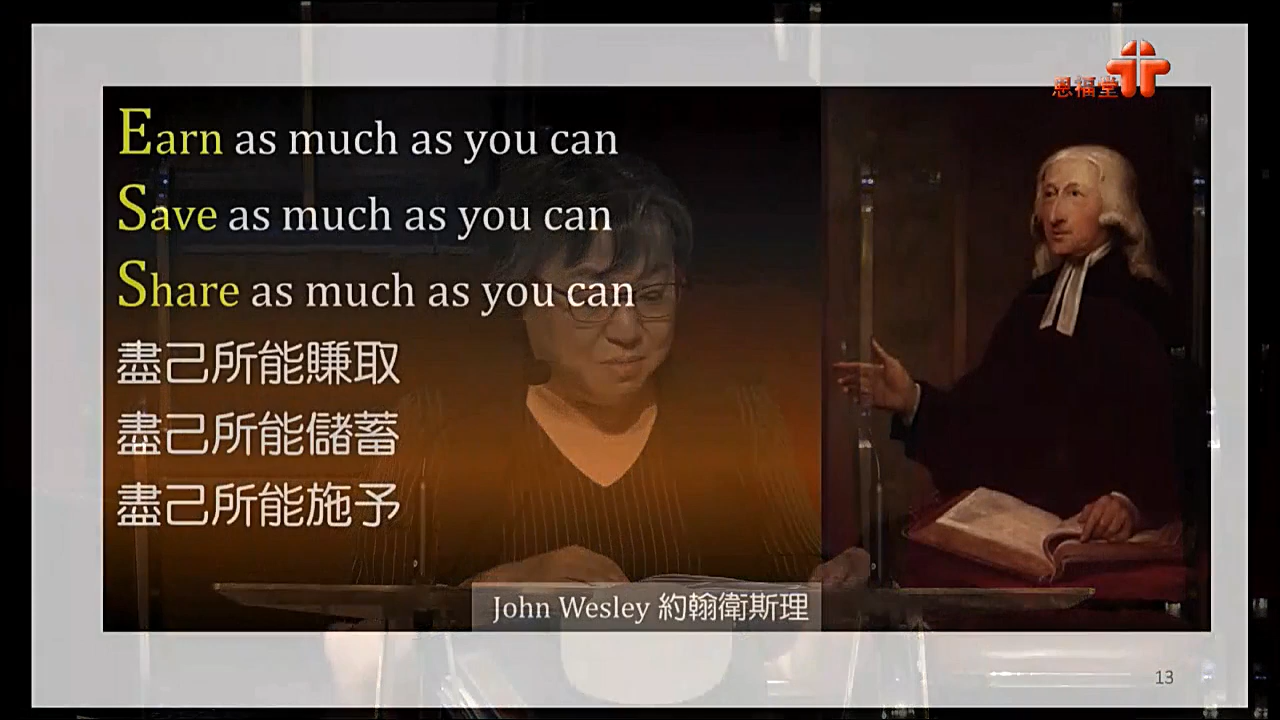 恩福堂
Earn as much as you can
Save as much as you can
Share as much as you can
盡己所能賺取
盡己所能儲蓄
盡己所能施予
John Wesley 約翰衛斯理
13